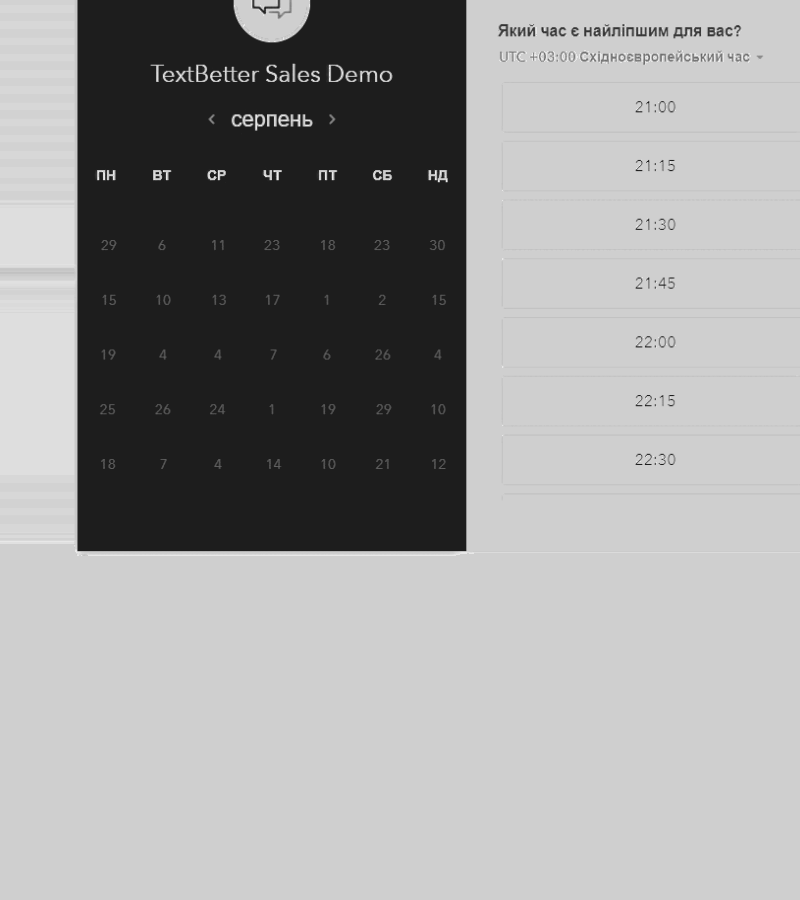 TextBetter Sales Demo
серпень
ПН ВТ СР ЧТ ПТ СБ НД
29 6 11 23 18 23 30
15 10 13 17 1 2 15
19 4 4 7 6 26 4
25 26 24 1 19 29 10
18 7 4 14 10 21 12
Який час є найліпшим для вас?
UTC +03:00 Східноєвропейський час
21:00
21:15
21:30
21:45
22:00
22:15
22:30